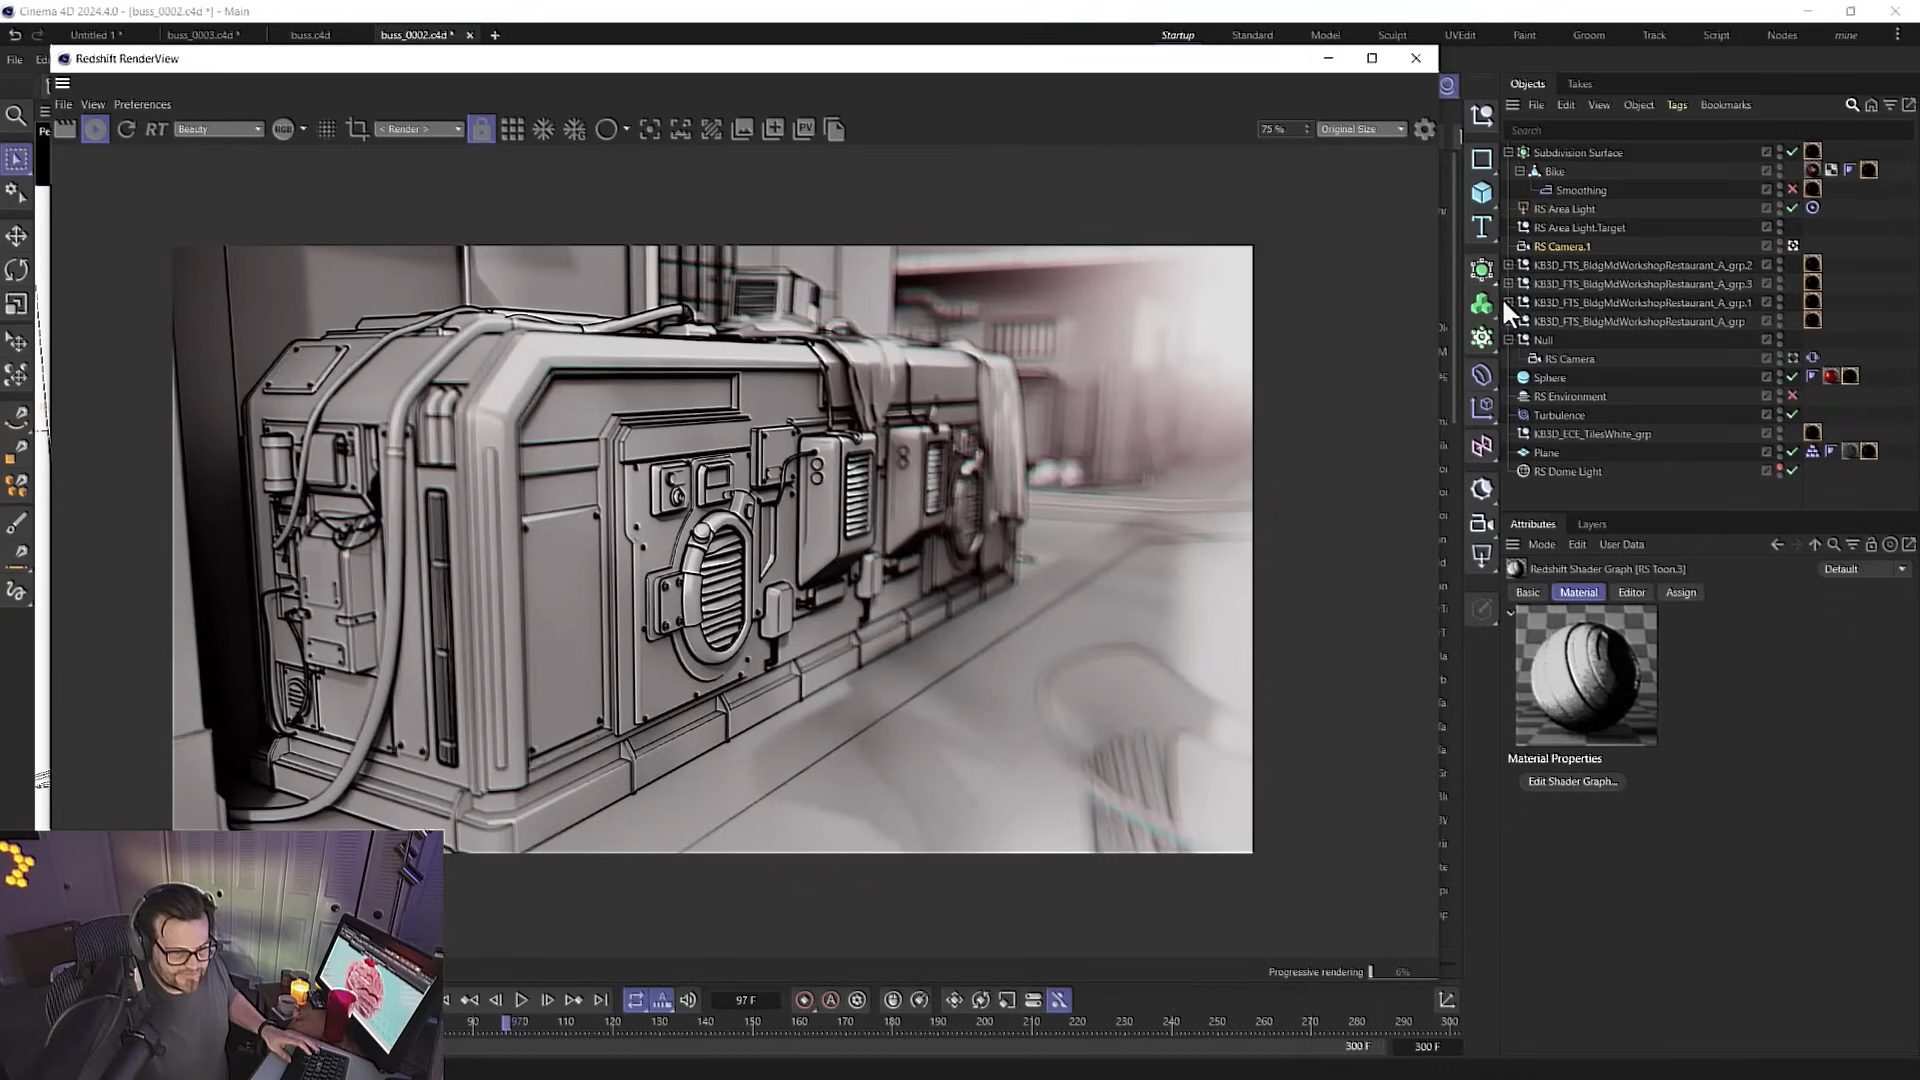 Cinema 4D 2024.4.0 - [buss_0002.c4d *] - Main
Untitled 1 *
buss_0003.c4d *
buss.c4d
buss_0002.c4d *
Startup
Standard
Model
Sculpt
UVEdit
Paint
Groom
Track
Script
Nodes
mine
File
Redshift RenderView
File View Preferences
RT
Beauty
RGB
< Render >
PV
75 %
Original Size
Objects Takes
File Edit View Object Tags Bookmarks
Search
Subdivision Surface
Bike
Smoothing
RS Area Light
RS Area Light.Target
RS Camera.1
KB3D_FTS_BldgMdWorkshopRestaurant_A_grp.2
KB3D_FTS_BldgMdWorkshopRestaurant_A_grp.3
KB3D_FTS_BldgMdWorkshopRestaurant_A_grp.1
KB3D_FTS_BldgMdWorkshopRestaurant_A_grp
Null
RS Camera
Sphere
RS Environment
Turbulence
KB3D_ECE_TilesWhite_grp
Plane
RS Dome Light
Attributes Layers
Mode Edit User Data
Redshift Shader Graph [RS Toon.3]
Default
Basic Material Editor Assign
Material Properties
Edit Shader Graph...
8
8
Progressive rendering
6%
97 F
90 970 110 120 130 140 150 160 170 180 190 200 210 220 230 240 250 260 270 280 290 300
300 F
300 F